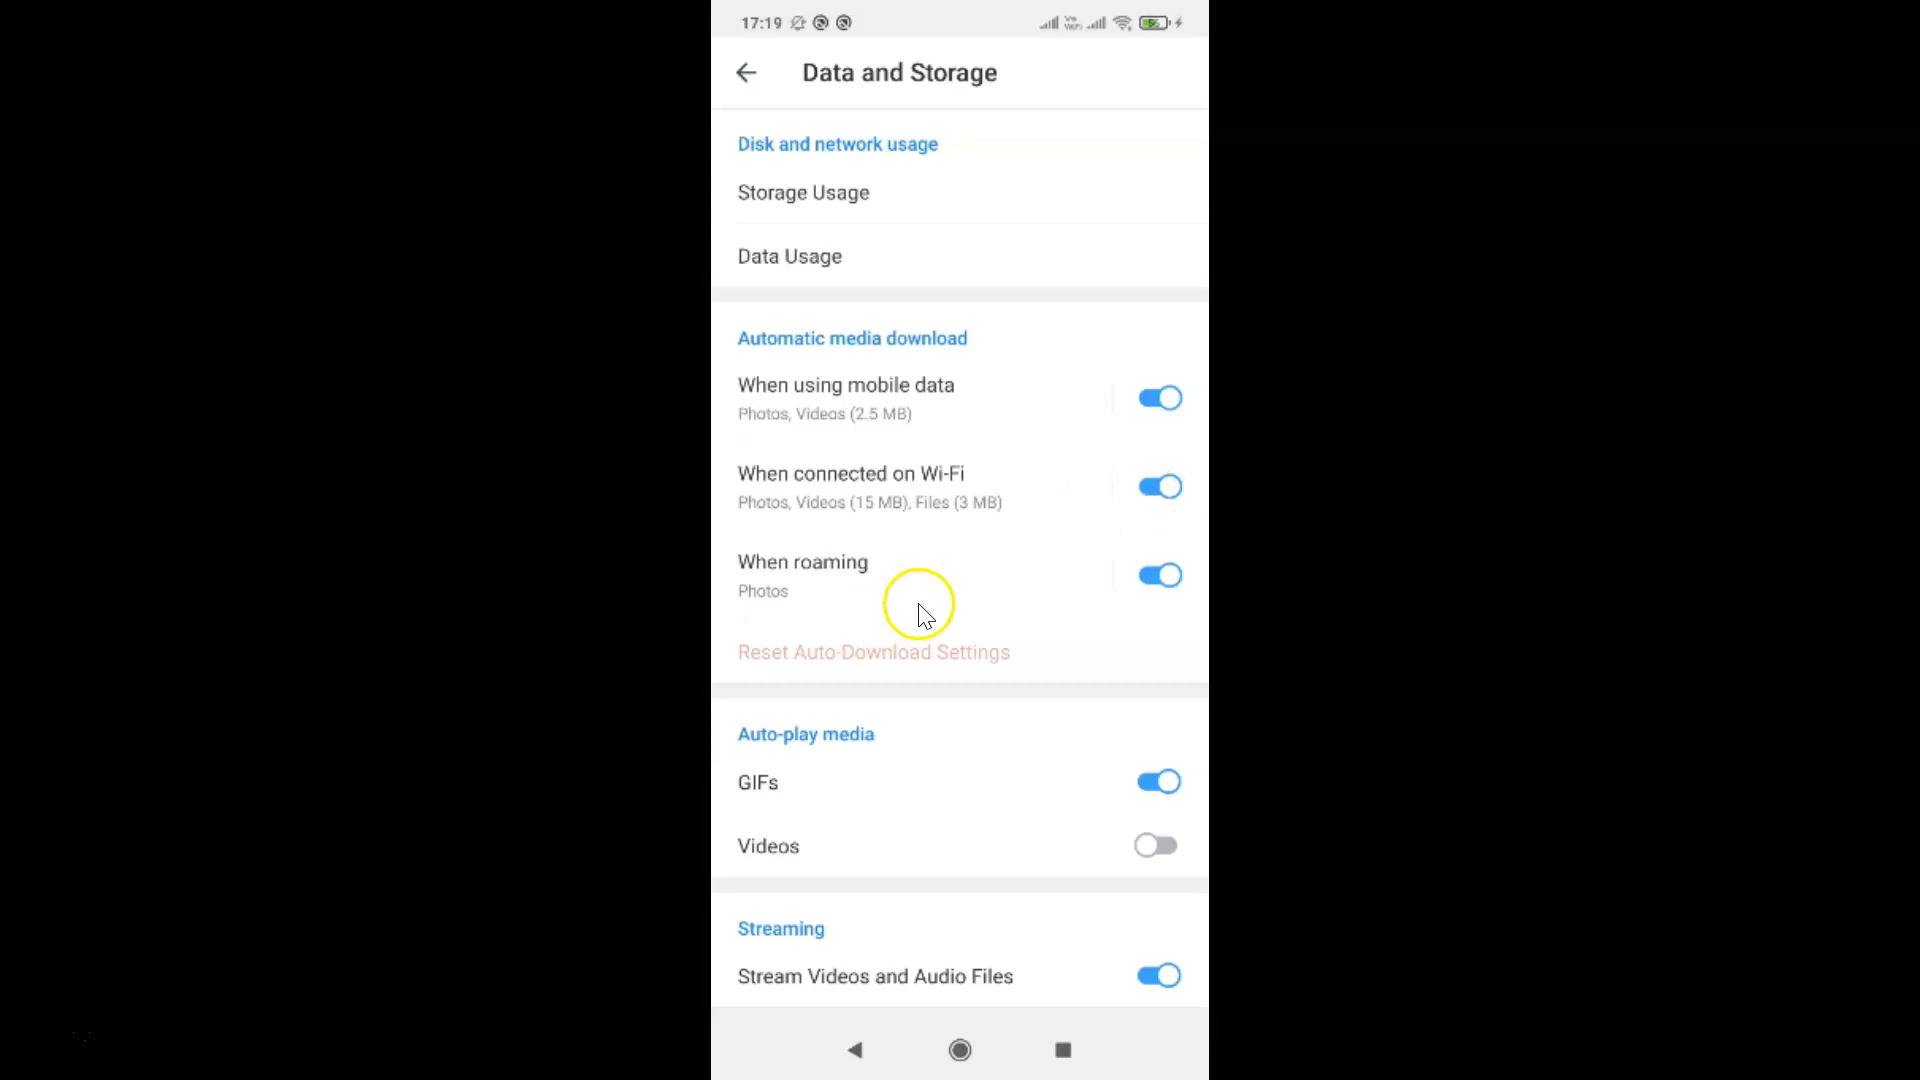 17:19
Data and Storage
Disk and network usage
Storage Usage
Data Usage
Automatic media download
When using mobile data
Photos, Videos (2.5 MB)
When connected on Wi-Fi
Photos, Videos (15 MB), Files (3 MB)
When roaming
Photos
Reset Auto-Download Settings
Auto-play media
GIFs
Videos
Streaming
Stream Videos and Audio Files